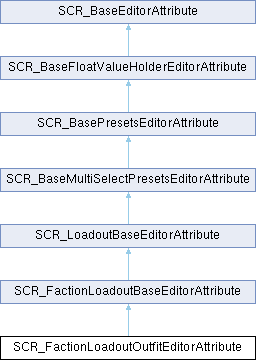 SCR_BaseEditorAttribute
SCR_BaseFloatValueHolderEditorAttribute
SCR_BasePresetsEditorAttribute
SCR_BaseMultiSelectPresetsEditorAttribute
SCR_LoadoutBaseEditorAttribute
SCR_FactionLoadoutBaseEditorAttribute
SCR_FactionLoadoutOutfitEditorAttribute